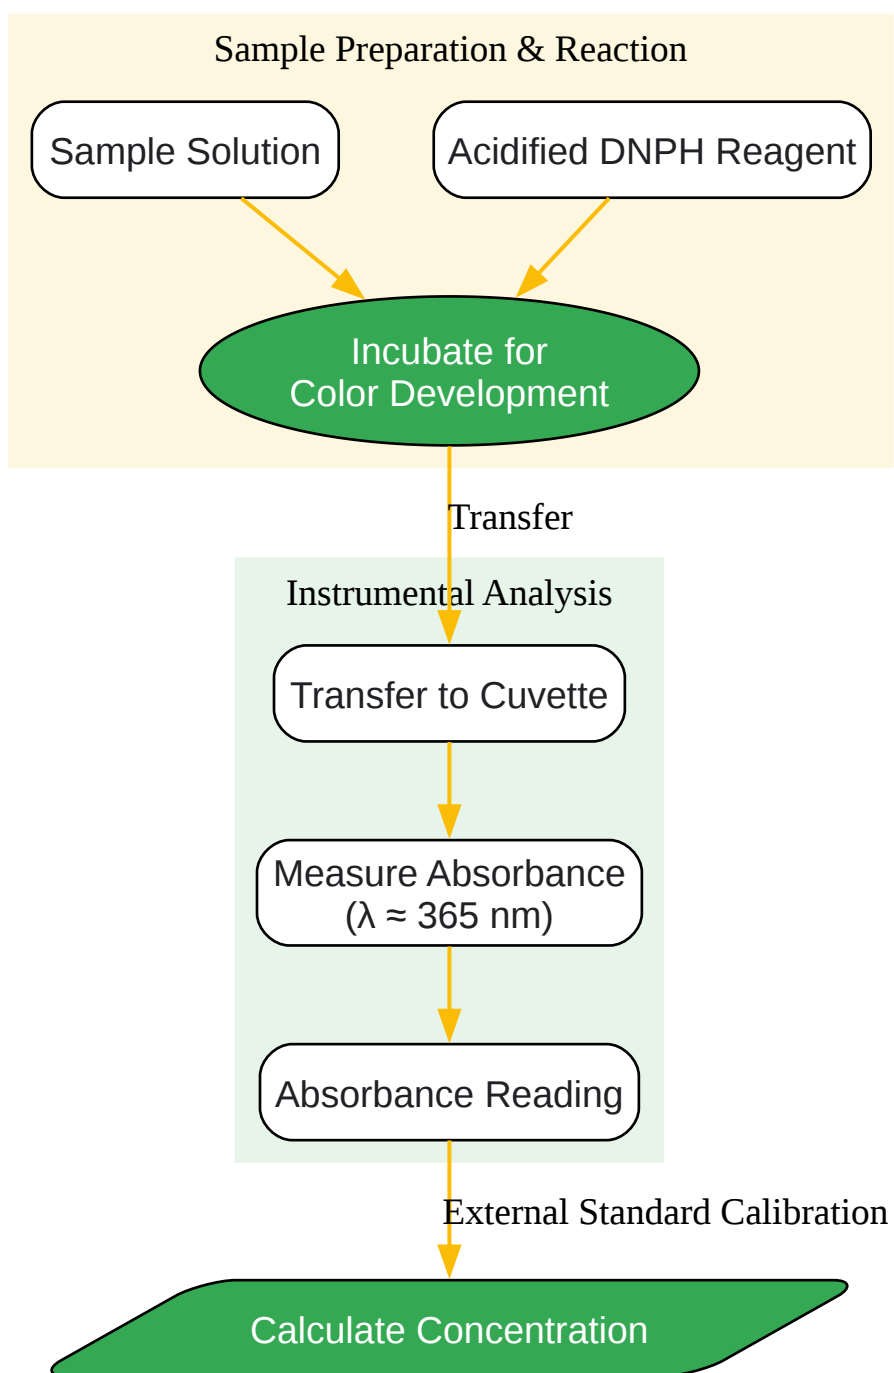 Sample Preparation & Reaction
Sample Solution
Acidified DNPH Reagent
Incubate for
Color Development
Transfer
Instrumental Analysis
Transfer to Cuvette
Measure Absorbance
(λ ≈ 365 nm)
Absorbance Reading
External Standard Calibration
Calculate Concentration